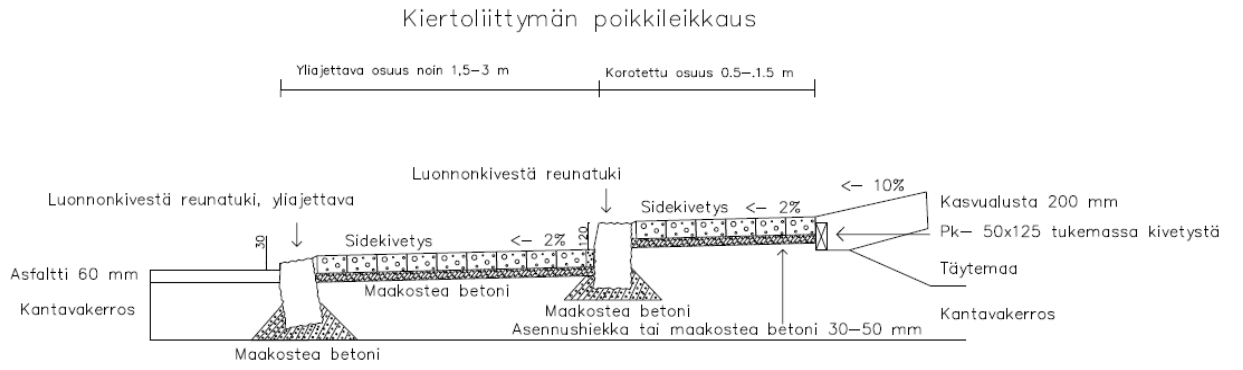 Kiertoliittymän poikkileikkaus
Yliajettava osuus noin 1,5–3 m
Korotettu osuus 0.5–.1.5 m
Luonnonkivestä reunatuki
<– 10%
Luonnonkivestä reunatuki, yliajettava
Sidekivetys <– 2%
Kasvualusta 200 mm
Pk– 50x125 tukemassa kivetystä
30
Sidekivetys <– 2%
120
Asfaltti 60 mm
Täytemaa
Maakostea betoni
Kantavakerros
Maakostea betoni
Kantavakerros
Asennushiekka tai maakostea betoni 30–50 mm
Maakostea betoni